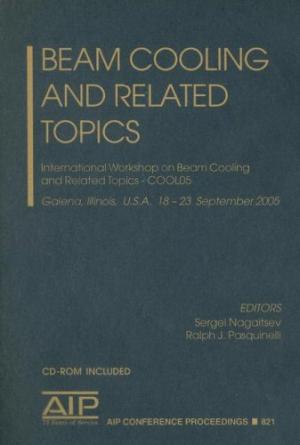 BEAM COOLING
AND RELATED
TOPICS
International Workshop on Beam Cooling
and Related Topics - COOL05
Galena, Illinois, U.S.A. 18 – 23 September 2005
EDITORS
Sergei Nagaitsev
Ralph J. Pasquinelli
CD-ROM INCLUDED
AIP
75 Years of Service
AIP CONFERENCE PROCEEDINGS ■ 821